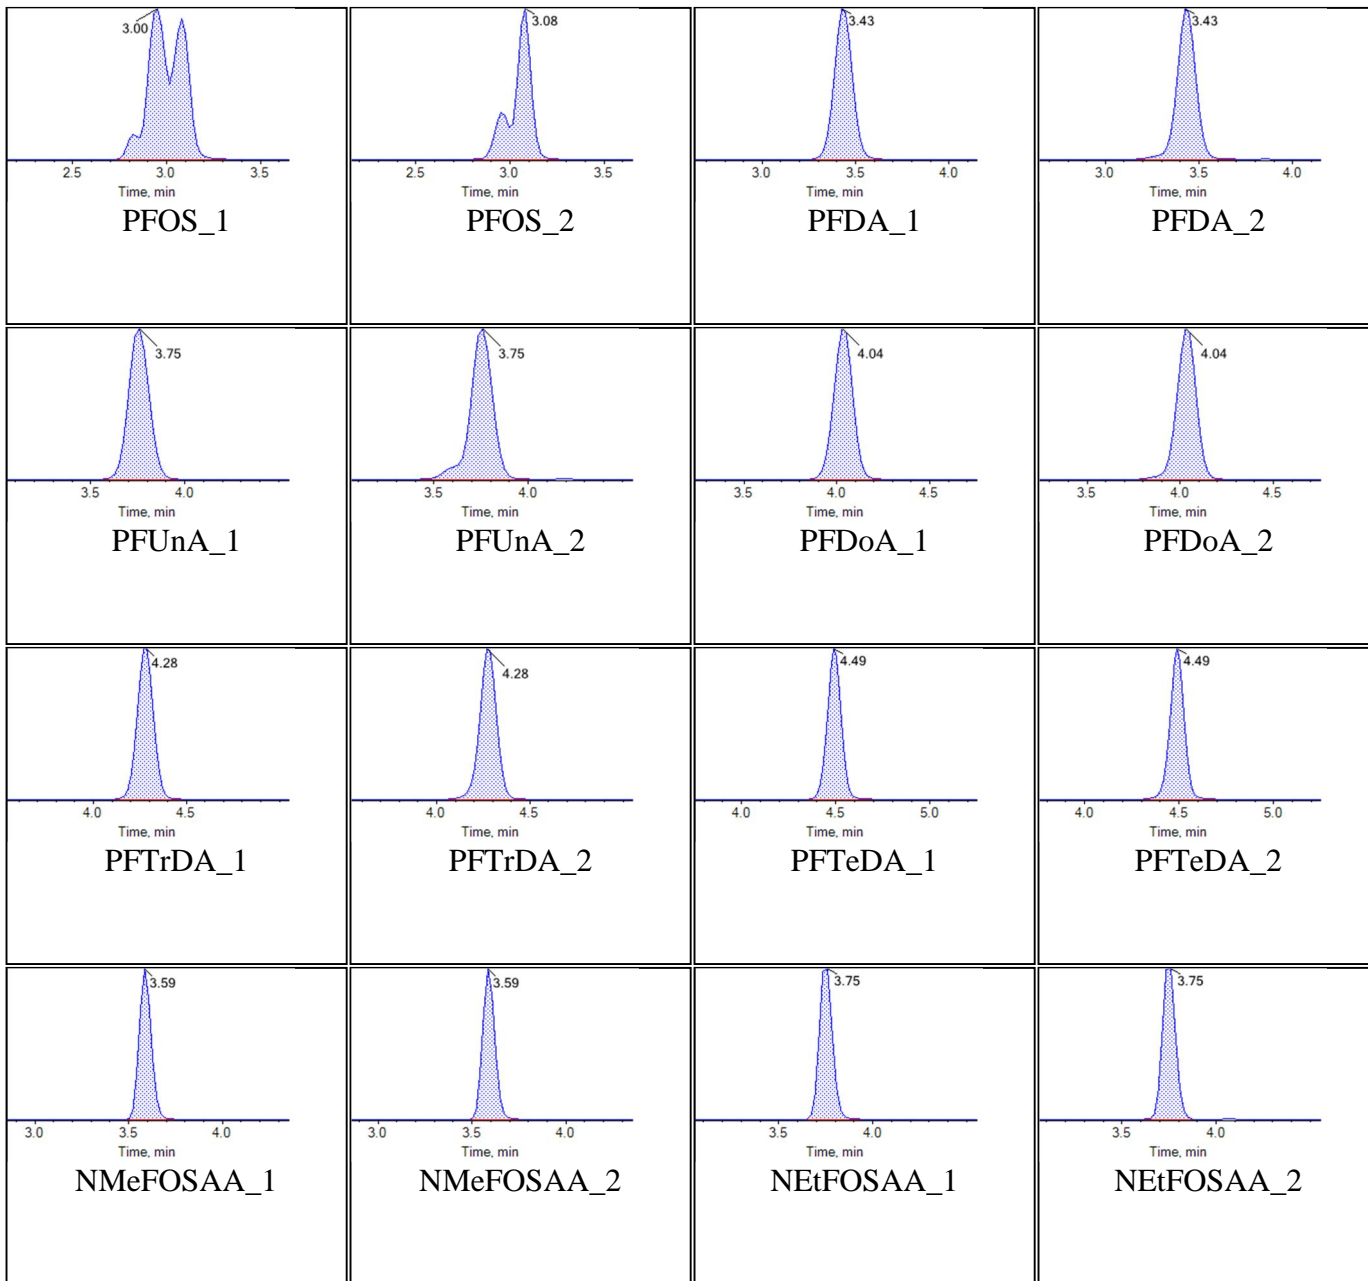 3.00
2.5 3.0 3.5
Time, min
PFOS_1
3.08
2.5 3.0 3.5
Time, min
PFOS_2
3.43
3.0 3.5 4.0
Time, min
PFDA_1
3.43
3.0 3.5 4.0
Time, min
PFDA_2
3.75
3.5 4.0
Time, min
PFUnA_1
3.75
3.5 4.0
Time, min
PFUnA_2
4.04
3.5 4.0 4.5
Time, min
PFDoA_1
4.04
3.5 4.0 4.5
Time, min
PFDoA_2
4.28
4.0 4.5
Time, min
PFTrDA_1
4.28
4.0 4.5
Time, min
PFTrDA_2
4.49
4.0 4.5 5.0
Time, min
PFTeDA_1
4.49
4.0 4.5 5.0
Time, min
PFTeDA_2
3.59
3.0 3.5 4.0
Time, min
NMeFOSAA_1
3.59
3.0 3.5 4.0
Time, min
NMeFOSAA_2
3.75
3.5 4.0
Time, min
NEtFOSAA_1
3.75
3.5 4.0
Time, min
NEtFOSAA_2